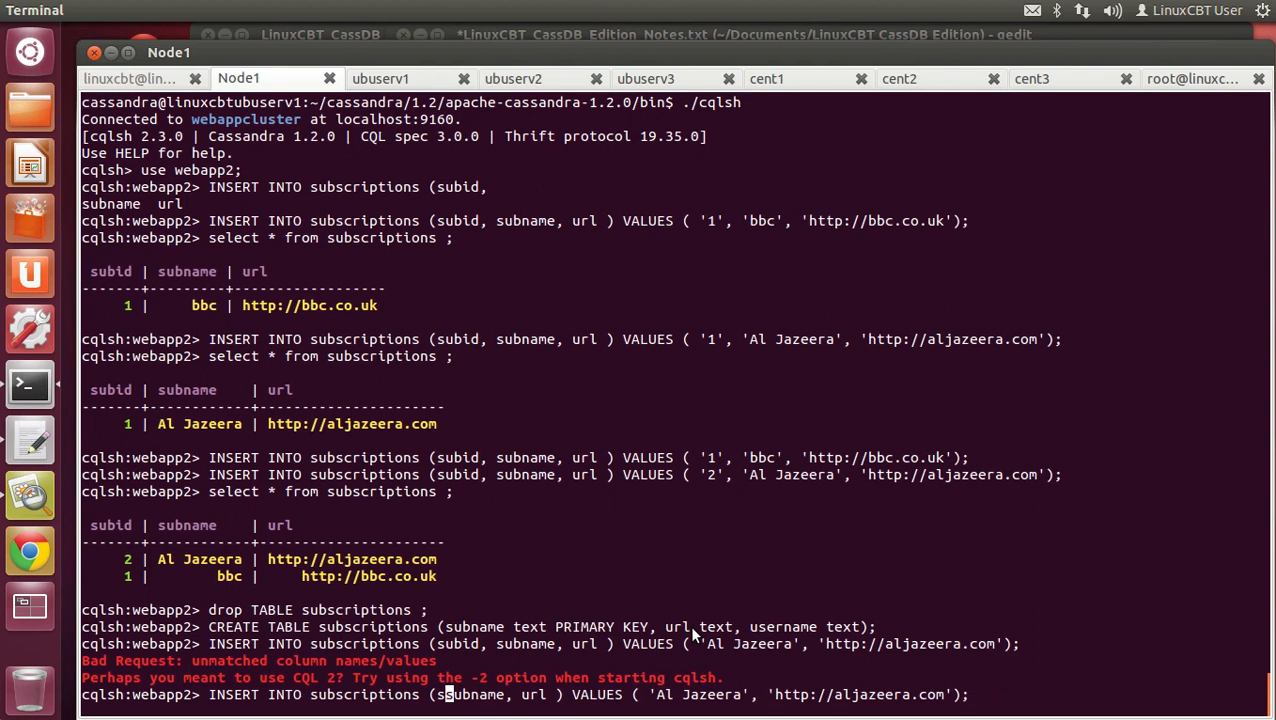 Terminal
LinuxCBT User
LinuxCBT_CassDB
*LinuxCBT_CassDB_Edition_Notes.txt (~/Documents/LinuxCBT CassDB Edition) - gedit
Node1
linuxcbt@lin...
Node1
ubuserv1
ubuserv2
ubuserv3
cent1
cent2
cent3
root@linuxc...
cassandra@linuxcbtubuserv1:~/cassandra/1.2/apache-cassandra-1.2.0/bin$ ./cqlsh
Connected to webappcluster at localhost:9160.
[cqlsh 2.3.0 | Cassandra 1.2.0 | CQL spec 3.0.0 | Thrift protocol 19.35.0]
Use HELP for help.
cqlsh> use webapp2;
cqlsh:webapp2> INSERT INTO subscriptions (subid,
subname  url
cqlsh:webapp2> INSERT INTO subscriptions (subid, subname, url ) VALUES ( '1', 'bbc', 'http://bbc.co.uk');
cqlsh:webapp2> select * from subscriptions ;
subid | subname | url
-------+---------+------------------
1 |     bbc | http://bbc.co.uk
cqlsh:webapp2> INSERT INTO subscriptions (subid, subname, url ) VALUES ( '1', 'Al Jazeera', 'http://aljazeera.com');
cqlsh:webapp2> select * from subscriptions ;
subid | subname    | url
-------+------------+----------------------
1 | Al Jazeera | http://aljazeera.com
cqlsh:webapp2> INSERT INTO subscriptions (subid, subname, url ) VALUES ( '1', 'bbc', 'http://bbc.co.uk');
cqlsh:webapp2> INSERT INTO subscriptions (subid, subname, url ) VALUES ( '2', 'Al Jazeera', 'http://aljazeera.com');
cqlsh:webapp2> select * from subscriptions ;
subid | subname    | url
-------+------------+----------------------
2 | Al Jazeera | http://aljazeera.com
1 |        bbc |     http://bbc.co.uk
cqlsh:webapp2> drop TABLE subscriptions ;
cqlsh:webapp2> CREATE TABLE subscriptions (subname text PRIMARY KEY, url text, username text);
cqlsh:webapp2> INSERT INTO subscriptions (subid, subname, url ) VALUES ( 'Al Jazeera', 'http://aljazeera.com');
Bad Request: unmatched column names/values
Perhaps you meant to use CQL 2? Try using the -2 option when starting cqlsh.
cqlsh:webapp2> INSERT INTO subscriptions (ssubname, url ) VALUES ( 'Al Jazeera', 'http://aljazeera.com');